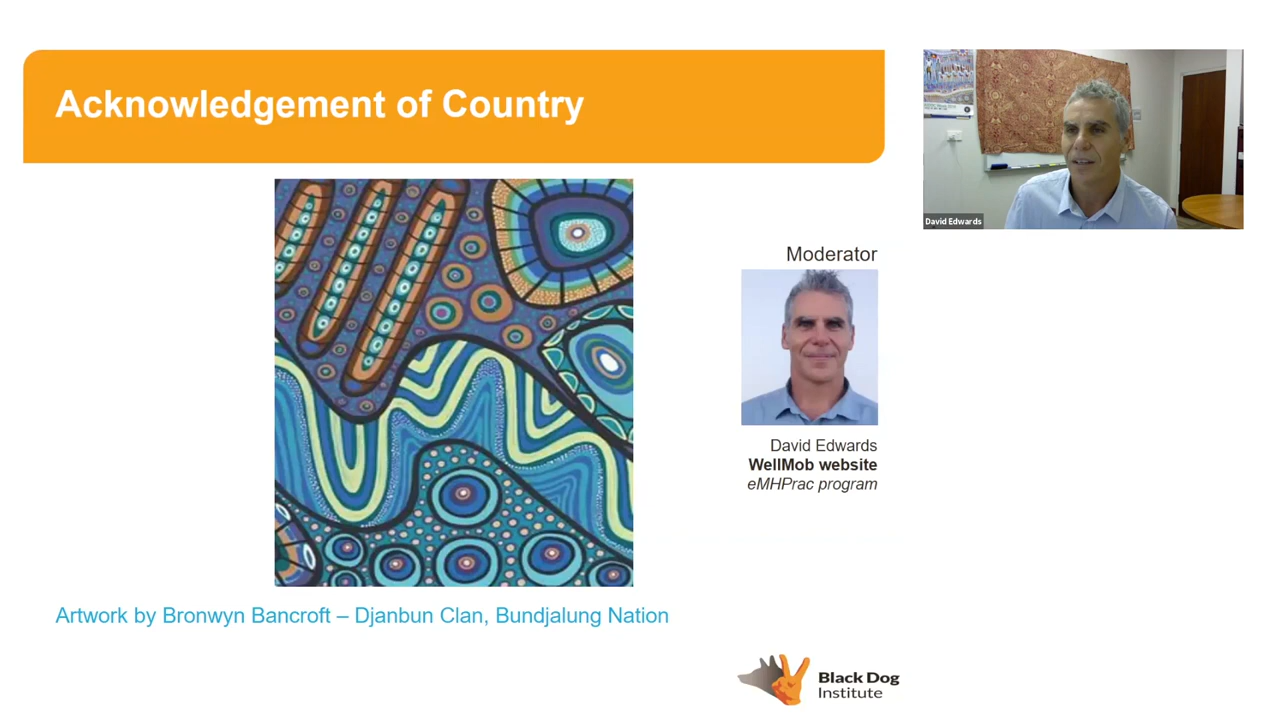 Acknowledgement of Country
David Edwards
Moderator
David Edwards
WellMob website
eMHPrac program
Artwork by Bronwyn Bancroft – Djanbun Clan, Bundjalung Nation
Black Dog
Institute